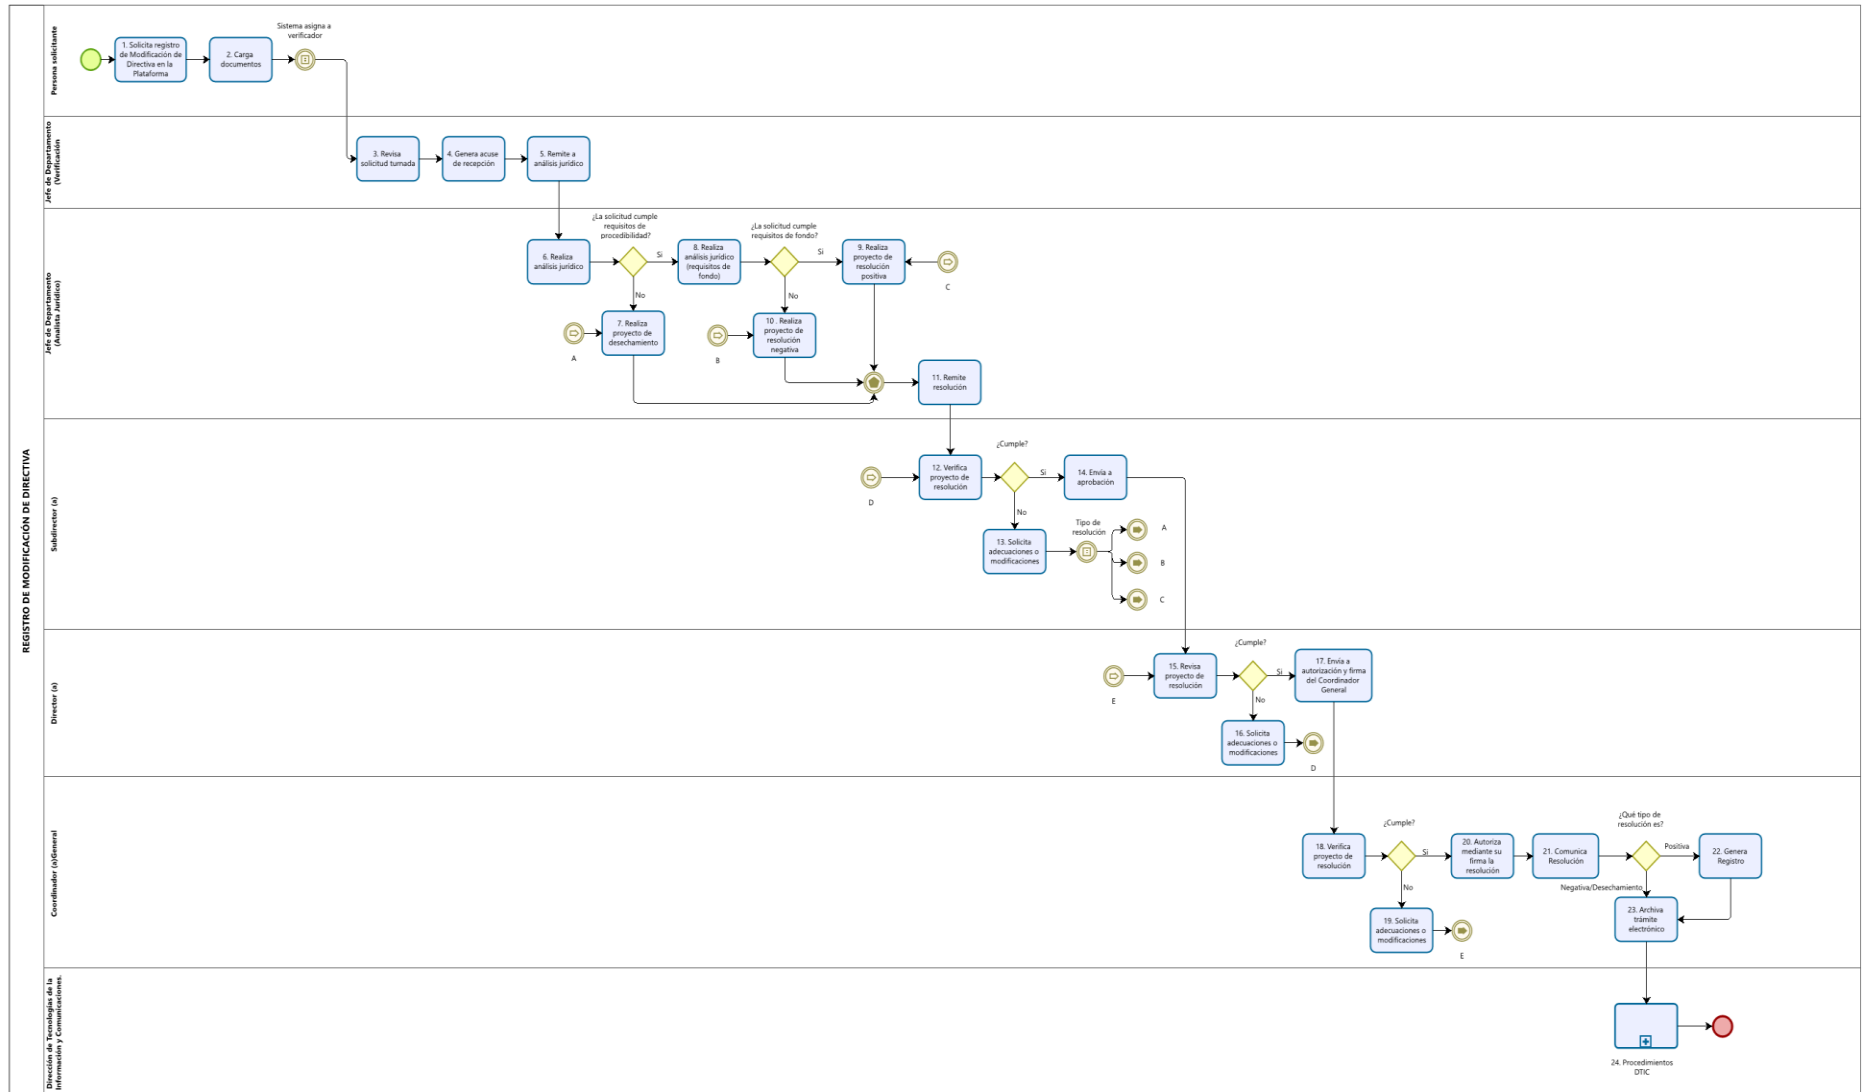 REGISTRO DE MODIFICACIÓN DE DIRECTIVA
Persona solicitante
1. Solicita registro
de Modificación de
Directiva en la
Plataforma
2. Carga
documentos
Sistema asigna a
verificador
Jefe de Departamento
(Verificación
3. Revisa
solicitud turnada
4. Genera acuse
de recepción
5. Remite a
análisis jurídico
Jefe de Departamento
(Analista Jurídico)
6. Realiza
análisis jurídico
¿La solicitud cumple
requisitos de
procedibilidad?
Si
No
8. Realiza
análisis jurídico
(requisitos de
fondo)
¿La solicitud cumple
requisitos de fondo?
Si
No
9. Realiza
proyecto de
resolución
positiva
C
A
7. Realiza
proyecto de
desechamiento
B
10 . Realiza
proyecto de
resolución
negativa
11. Remite
resolución
Subdirector (a)
D
12. Verifica
proyecto de
resolución
¿Cumple?
Si
No
14. Envía a
aprobación
13. Solicita
adecuaciones o
modificaciones
Tipo de
resolución
A
B
C
Director (a)
E
15. Revisa
proyecto de
resolución
¿Cumple?
Si
No
17. Envía a
autorización y firma
del Coordinador
General
16. Solicita
adecuaciones o
modificaciones
D
Coordinador (a)General
18. Verifica
proyecto de
resolución
¿Cumple?
Si
No
20. Autoriza
mediante su
firma la
resolución
21. Comunica
Resolución
¿Qué tipo de
resolución es?
Positiva
22. Genera
Registro
Negativa/Desechamiento
19. Solicita
adecuaciones o
modificaciones
E
23. Archiva
trámite
electrónico
Dirección de Tecnologías de la
Información y Comunicaciones.
24. Procedimientos
DTIC